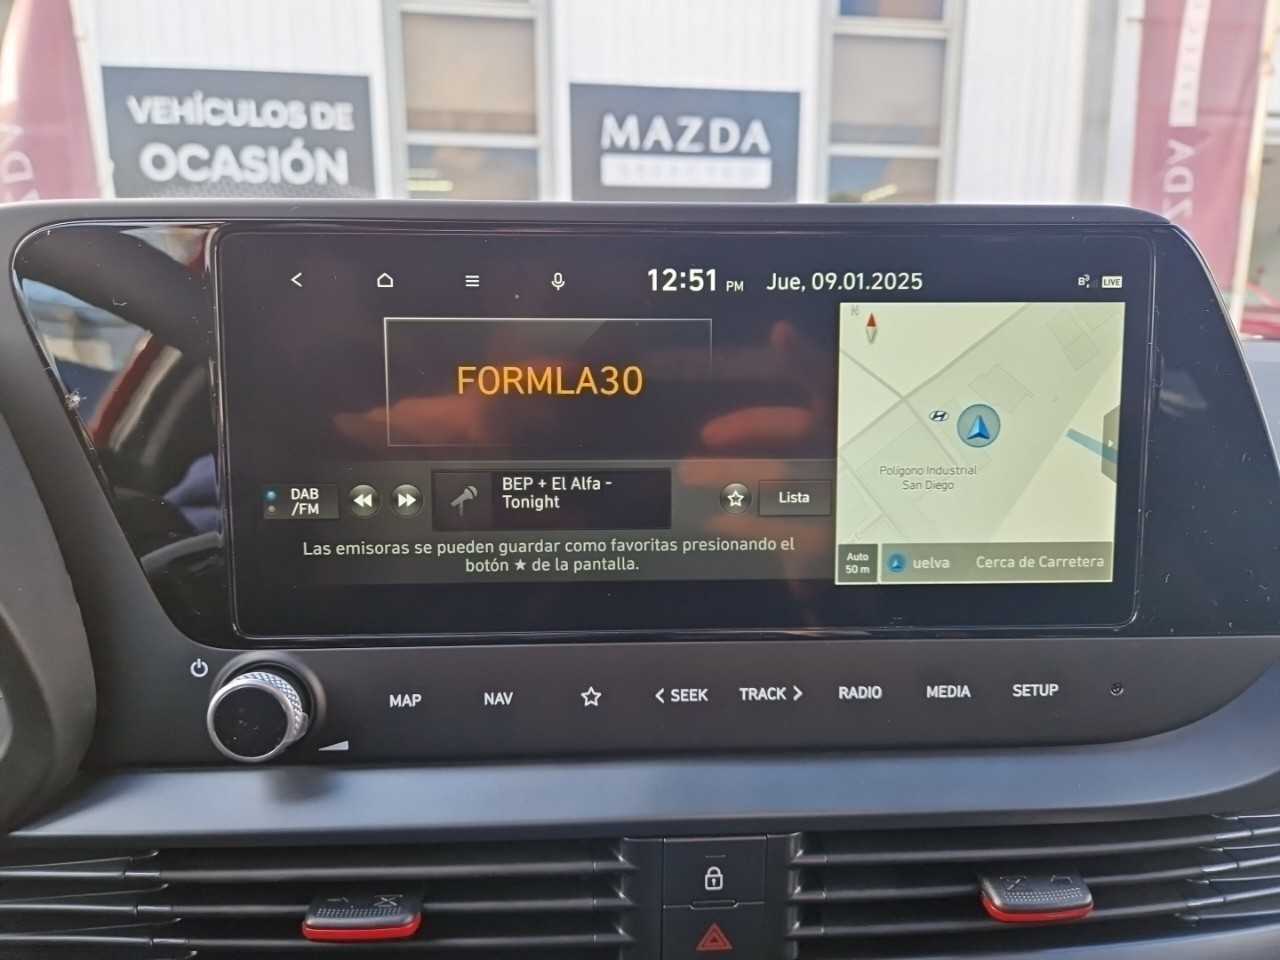 VEHÍCULOS DE
OCASIÓN
MAZDA
12:51 PM Jue, 09.01.2025
LIVE
FORMLA30
N
DAB
/FM
BEP + El Alfa -
Tonight
Lista
Las emisoras se pueden guardar como favoritas presionando el
botón ★ de la pantalla.
Polígono Industrial
San Diego
Auto
50 m
uelva Cerca de Carretera
MAP NAV < SEEK TRACK > RADIO MEDIA SETUP